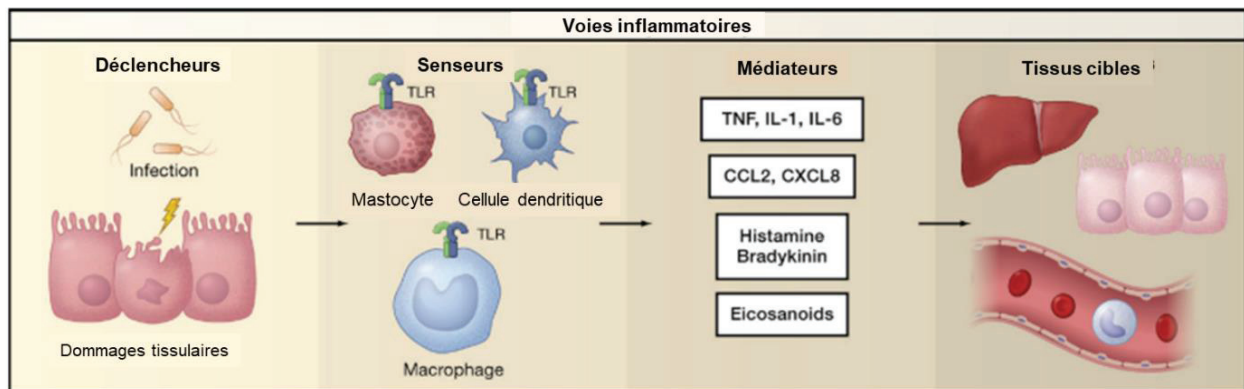 Voies inflammatoires
Déclencheurs
Infection
Dommages tissulaires
Senseurs
TLR
TLR
Mastocyte
Cellule dendritique
TLR
Macrophage
Médiateurs
TNF, IL-1, IL-6
CCL2, CXCL8
Histamine
Bradykinin
Eicosanoids
Tissus cibles